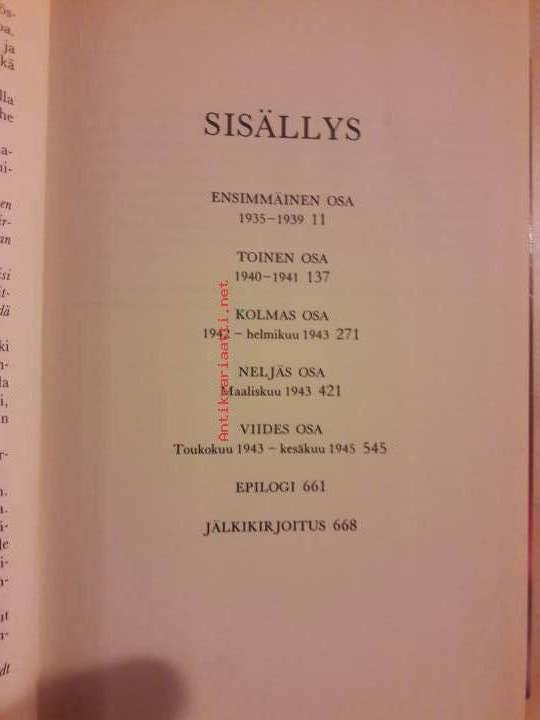 SISÄLLYS
ENSIMMÄINEN OSA
1935–1939 11
TOINEN OSA
1940–1941 137
KOLMAS OSA
1942 – helmikuu 1943 271
NELJÄS OSA
Maaliskuu 1943 421
VIIDES OSA
Toukokuu 1943 – kesäkuu 1945 545
EPILOGI 661
JÄLKIKIRJOITUS 668
Antikvariaatti.net